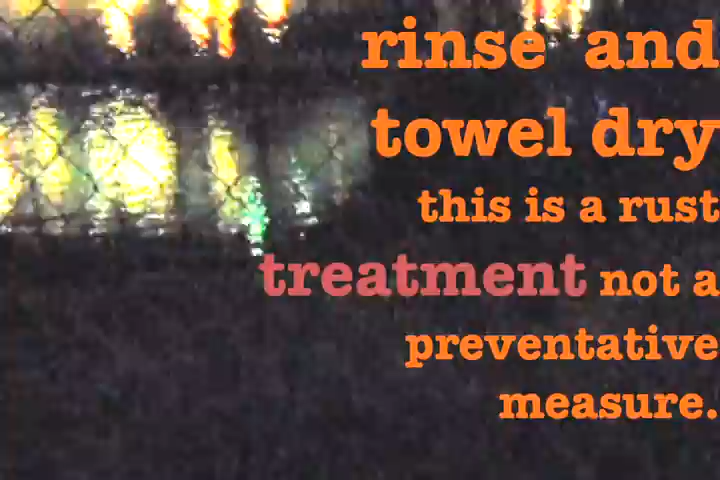 rinse and
towel dry
this is a rust
treatment not a
preventative
measure.